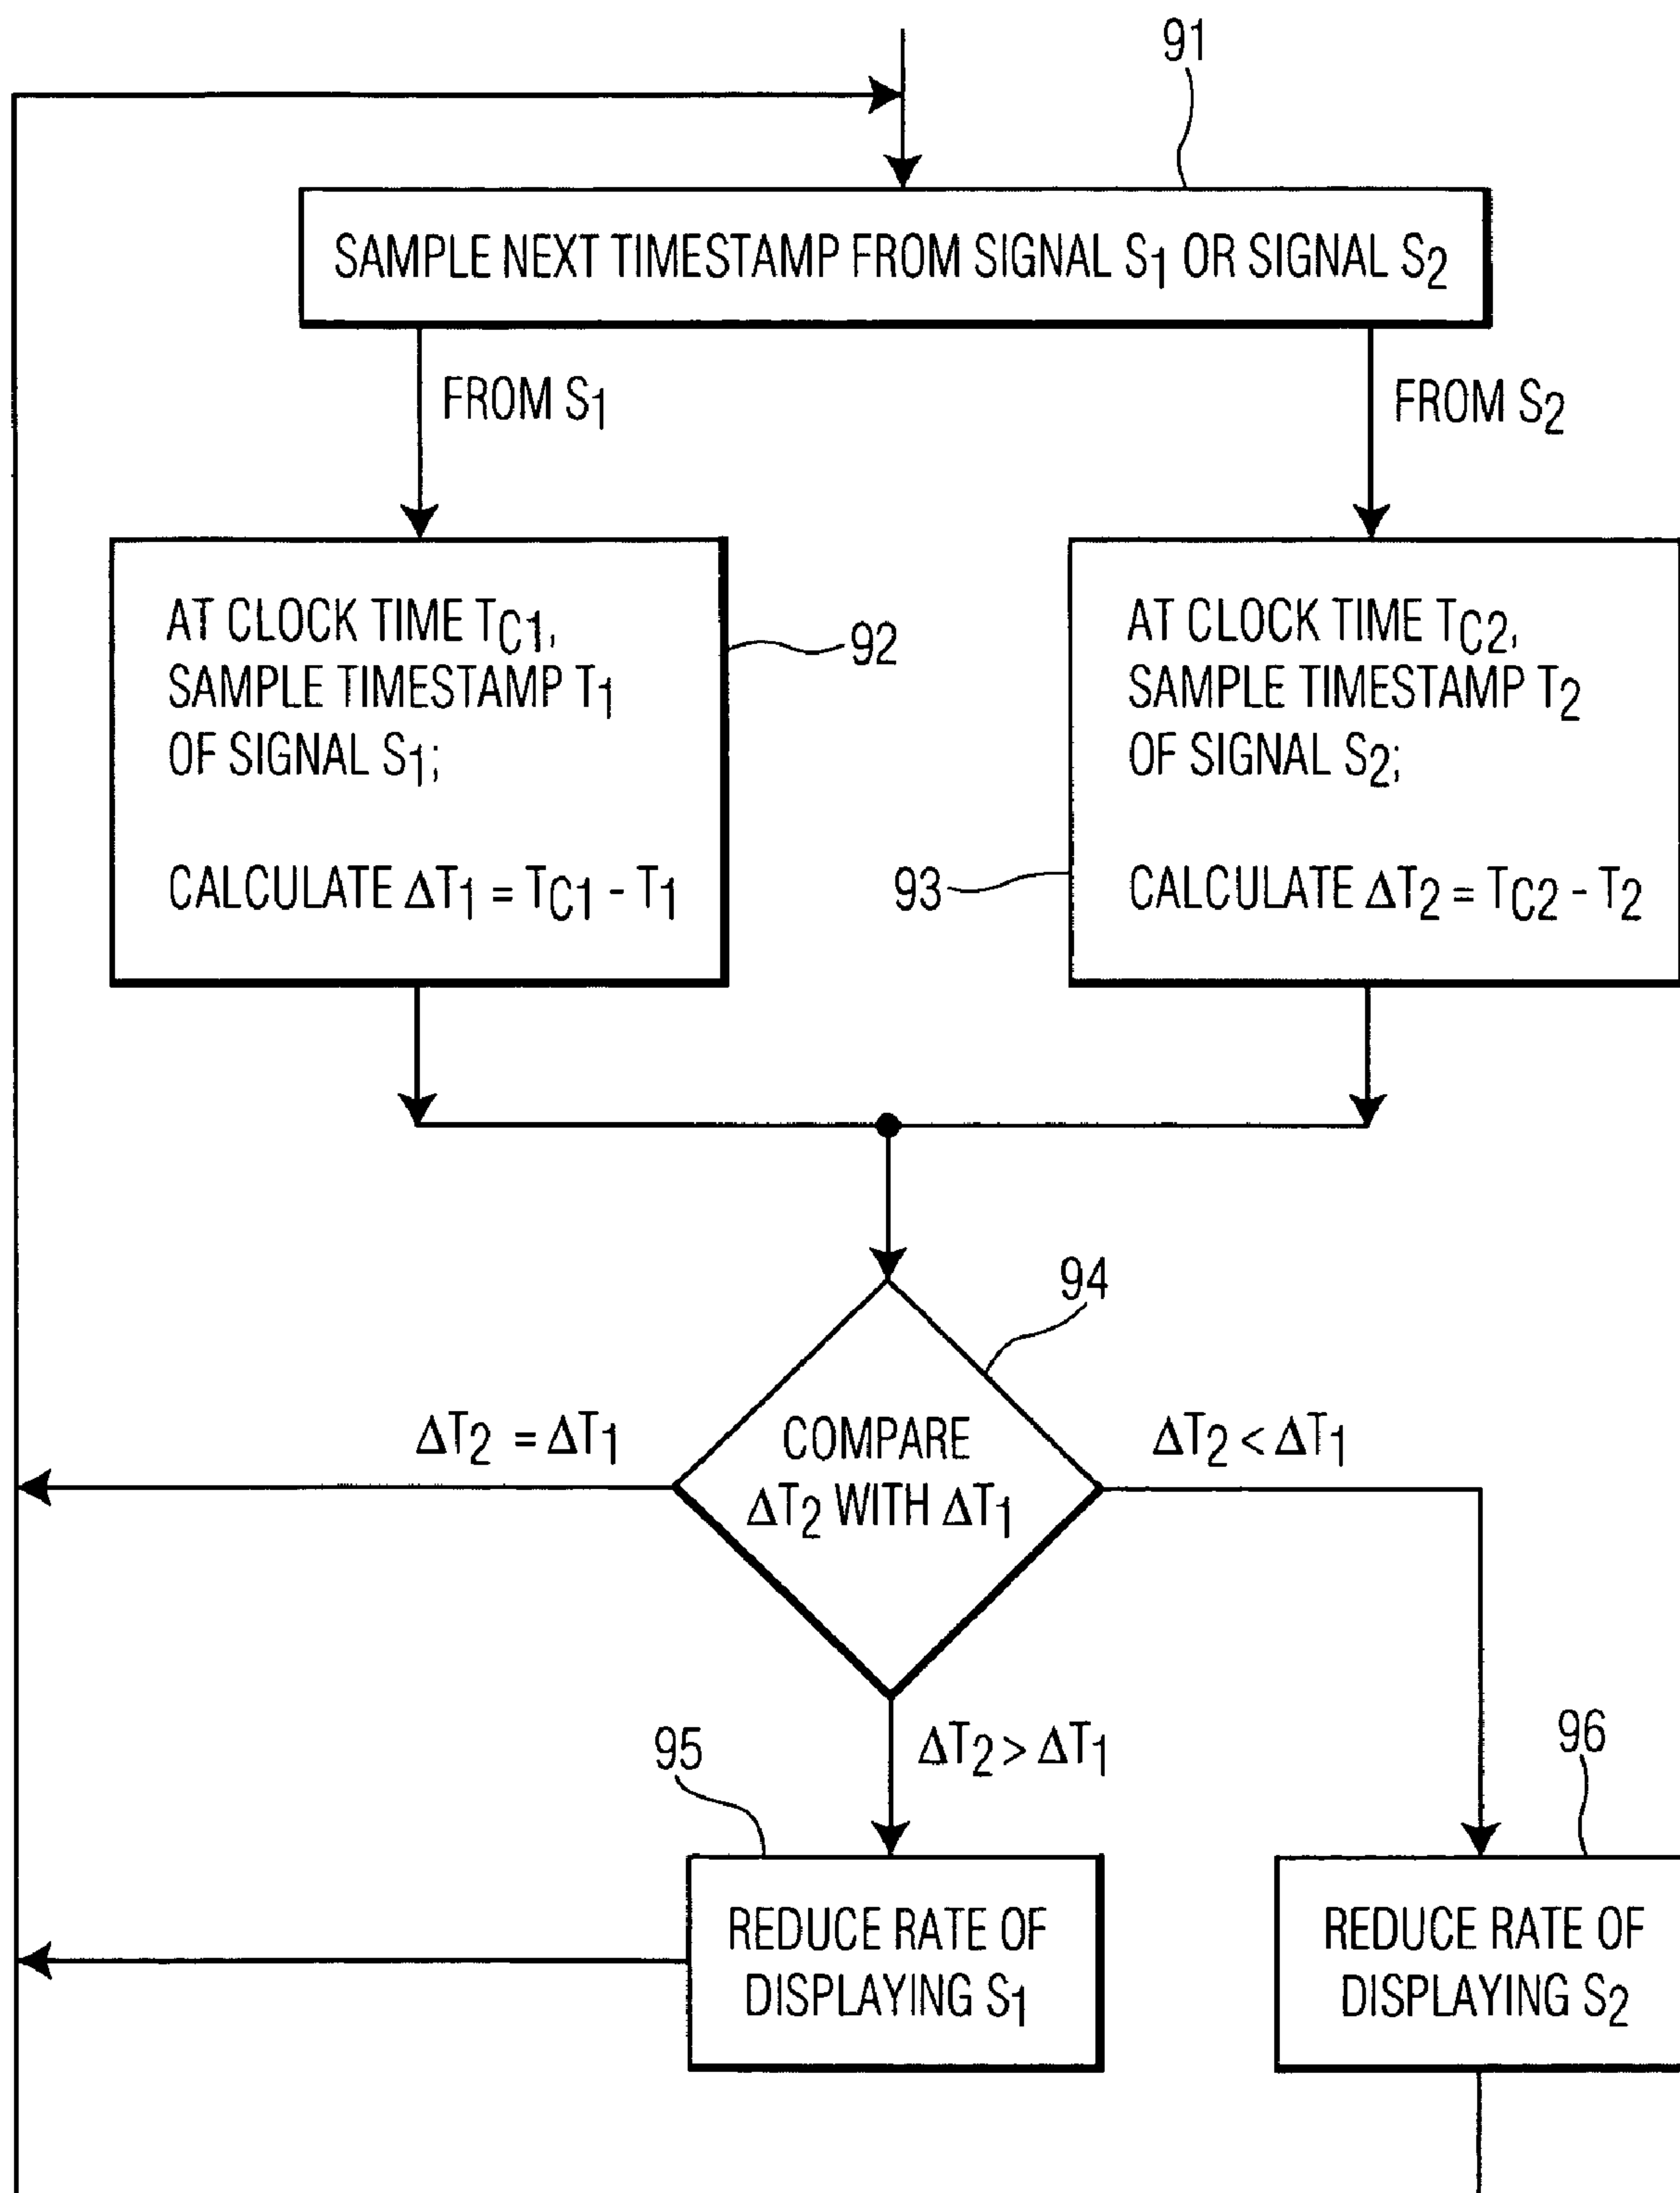 91
SAMPLE NEXT TIMESTAMP FROM SIGNAL S1 OR SIGNAL S2
FROM S1
FROM S2
AT CLOCK TIME TC1,
SAMPLE TIMESTAMP T1
OF SIGNAL S1;
CALCULATE ΔT1 = TC1 - T1
92
AT CLOCK TIME TC2,
SAMPLE TIMESTAMP T2
OF SIGNAL S2;
CALCULATE ΔT2 = TC2 - T2
93
94
COMPARE
ΔT2 WITH ΔT1
ΔT2 = ΔT1
ΔT2 < ΔT1
ΔT2 > ΔT1
95
REDUCE RATE OF
DISPLAYING S1
96
REDUCE RATE OF
DISPLAYING S2